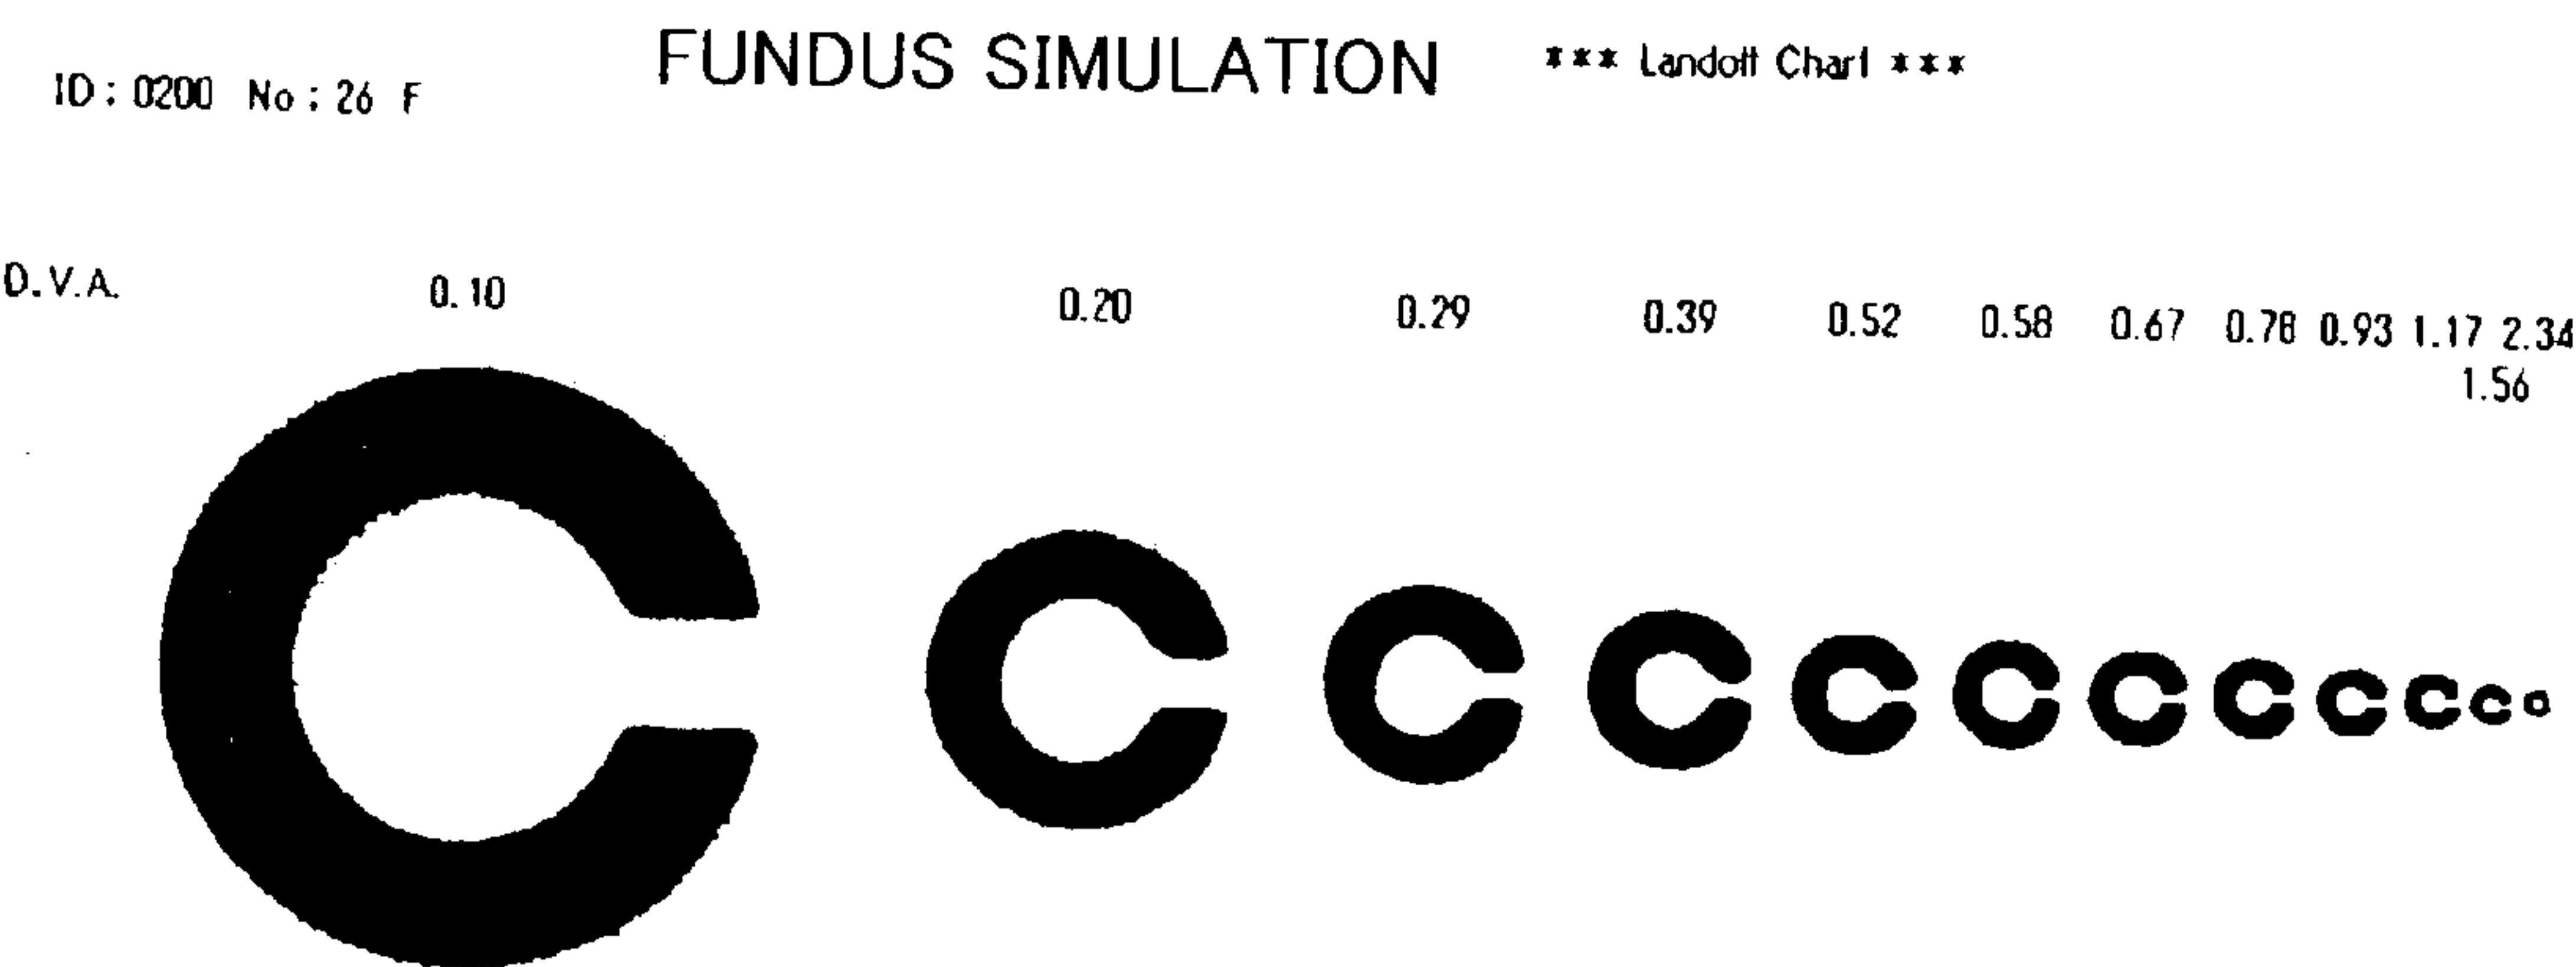 ID: 0200 No: 26 F
FUNDUS SIMULATION
*** Landolt Chart ***
D.V.A. 0.10 0.20 0.29 0.39 0.52 0.58 0.67 0.78 0.93 1.17 2.34
1.56